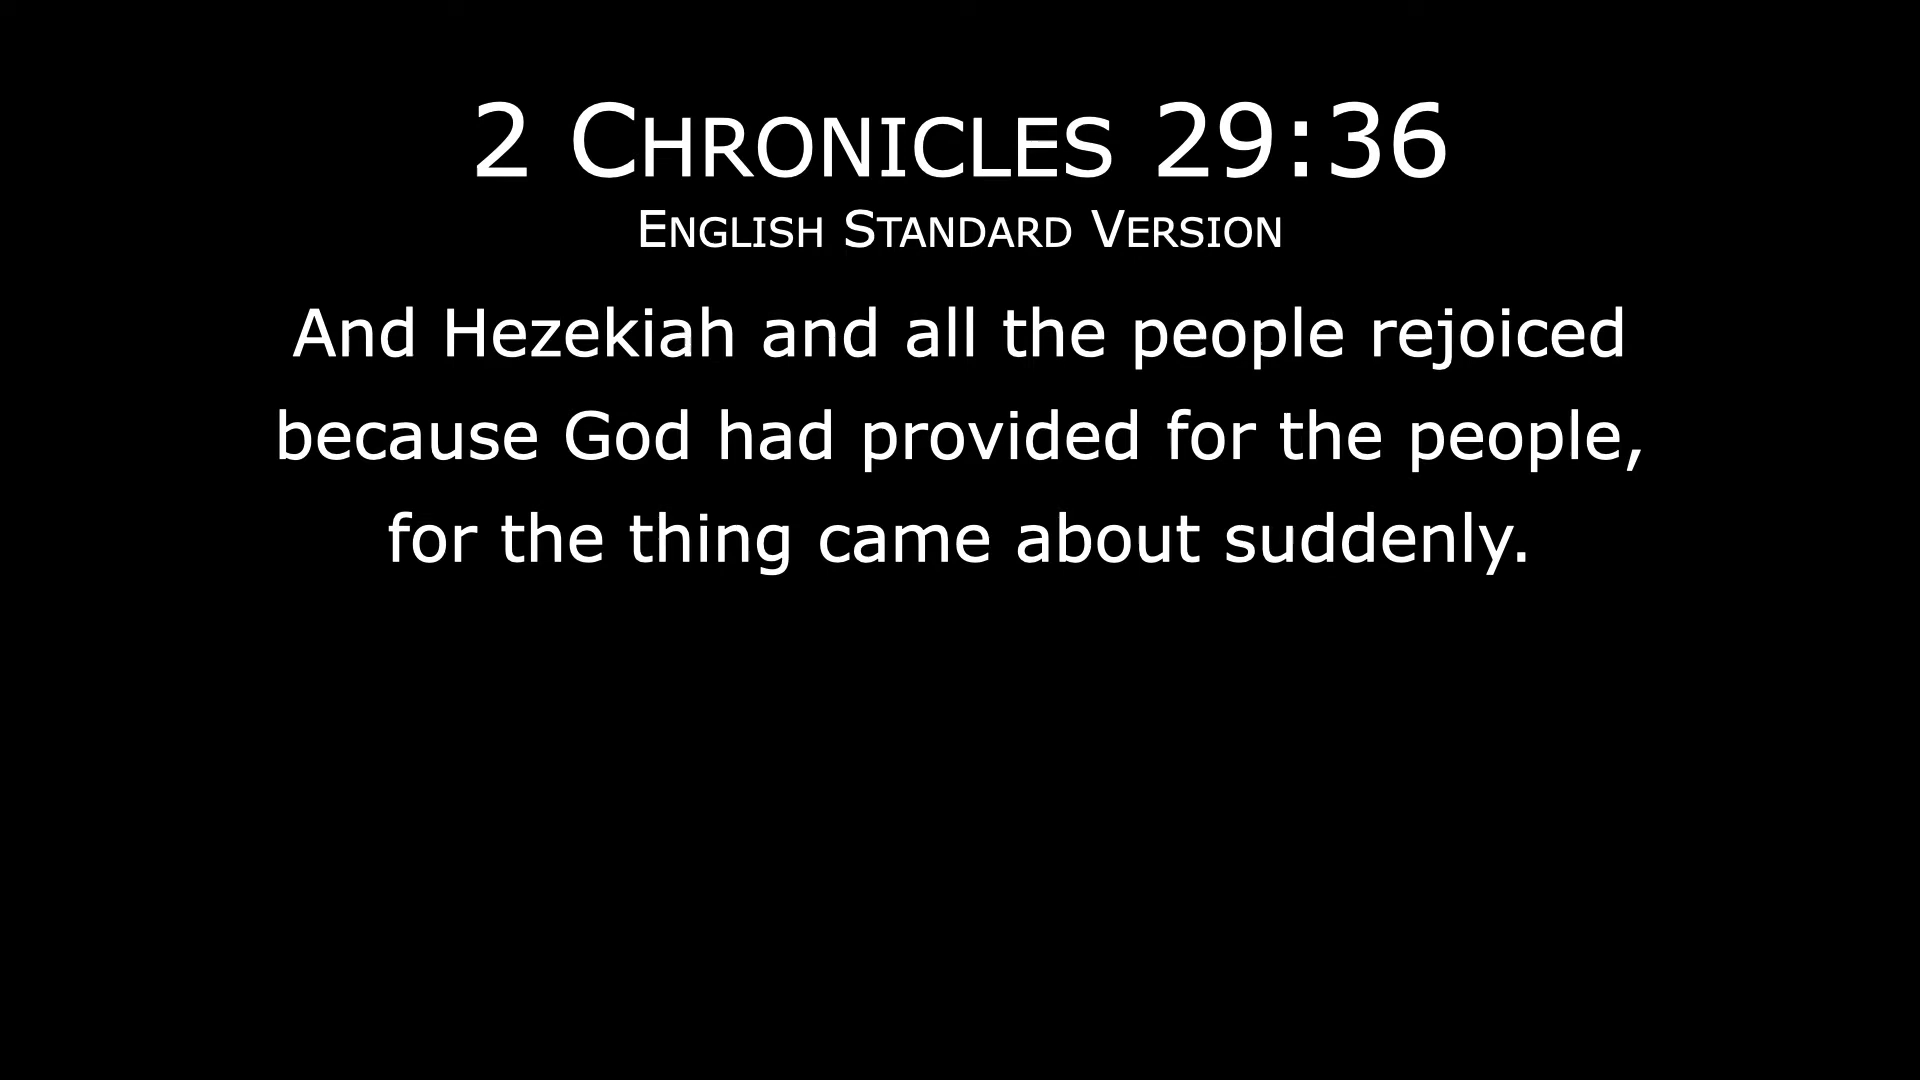 2 Chronicles 29:36
English Standard Version
And Hezekiah and all the people rejoiced
because God had provided for the people,
for the thing came about suddenly.